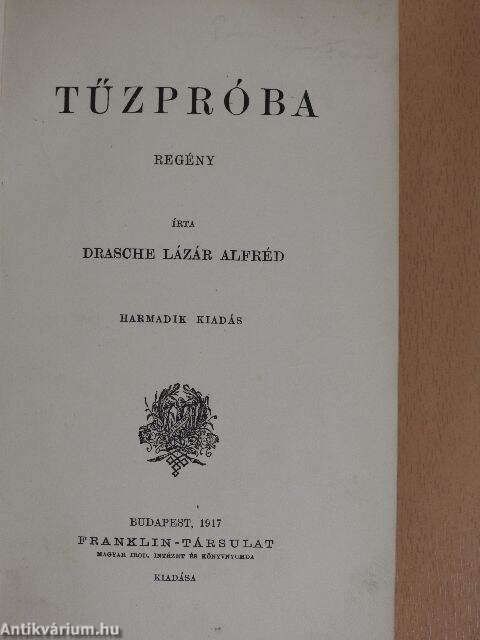 TŰZPRÓBA
REGÉNY
ÍRTA
DRASCHE LÁZÁR ALFRÉD
HARMADIK KIADÁS
BUDAPEST, 1917
FRANKLIN-TÁRSULAT
MAGYAR IROD. INTÉZET ÉS KÖNYVNYOMDA
KIADÁSA
Antikvárium.hu